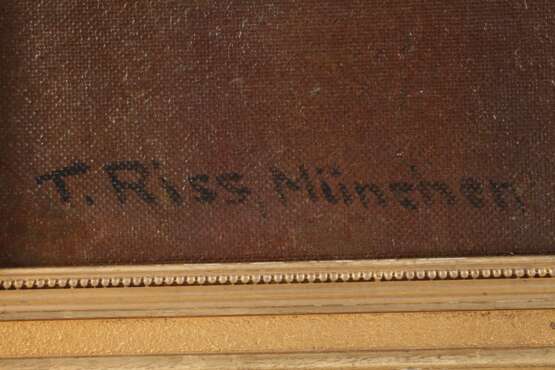 T. Riss, München